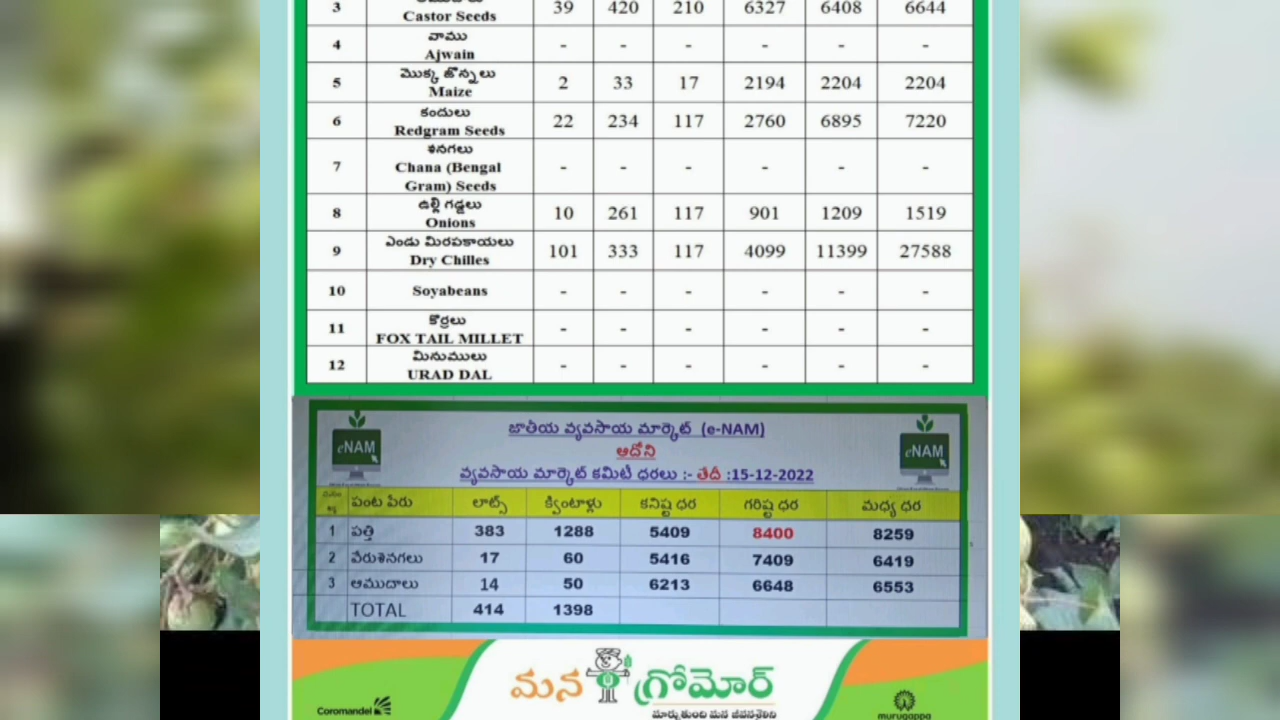 3 ఆముదాలు 39 420 210 6327 6408 6644
Castor Seeds
4 వాము - - - - - -
Ajwain
5 మొక్క జొన్నలు 2 33 17 2194 2204 2204
Maize
6 కందులు 22 234 117 2760 6895 7220
Redgram Seeds
7 శనగలు - - - - - -
Chana (Bengal
Gram) Seeds
8 ఉల్లి గడ్డలు 10 261 117 901 1209 1519
Onions
9 ఎండు మిరపకాయలు 101 333 117 4099 11399 27588
Dry Chilles
10 Soyabeans - - - - - -
11 కొర్రలు - - - - - -
FOX TAIL MILLET
12 మినుములు - - - - - -
URAD DAL
eNAM
జాతీయ వ్యవసాయ మార్కెట్ (e-NAM)
ఆదోని
వ్యవసాయ మార్కెట్ కమిటీ ధరలు :- తేదీ :15-12-2022
eNAM
పంట పేరు లాట్స్ క్వింటాళ్లు కనిష్ట ధర గరిష్ట ధర మధ్య ధర
1 పత్తి 383 1288 5409 8400 8259
2 వేరుశనగలు 17 60 5416 7409 6419
3 ఆముదాలు 14 50 6213 6648 6553
TOTAL 414 1398
మన గ్రోమోర్
మార్చుతుంది మన జీవనశైలిని
Coromandel
murugappa